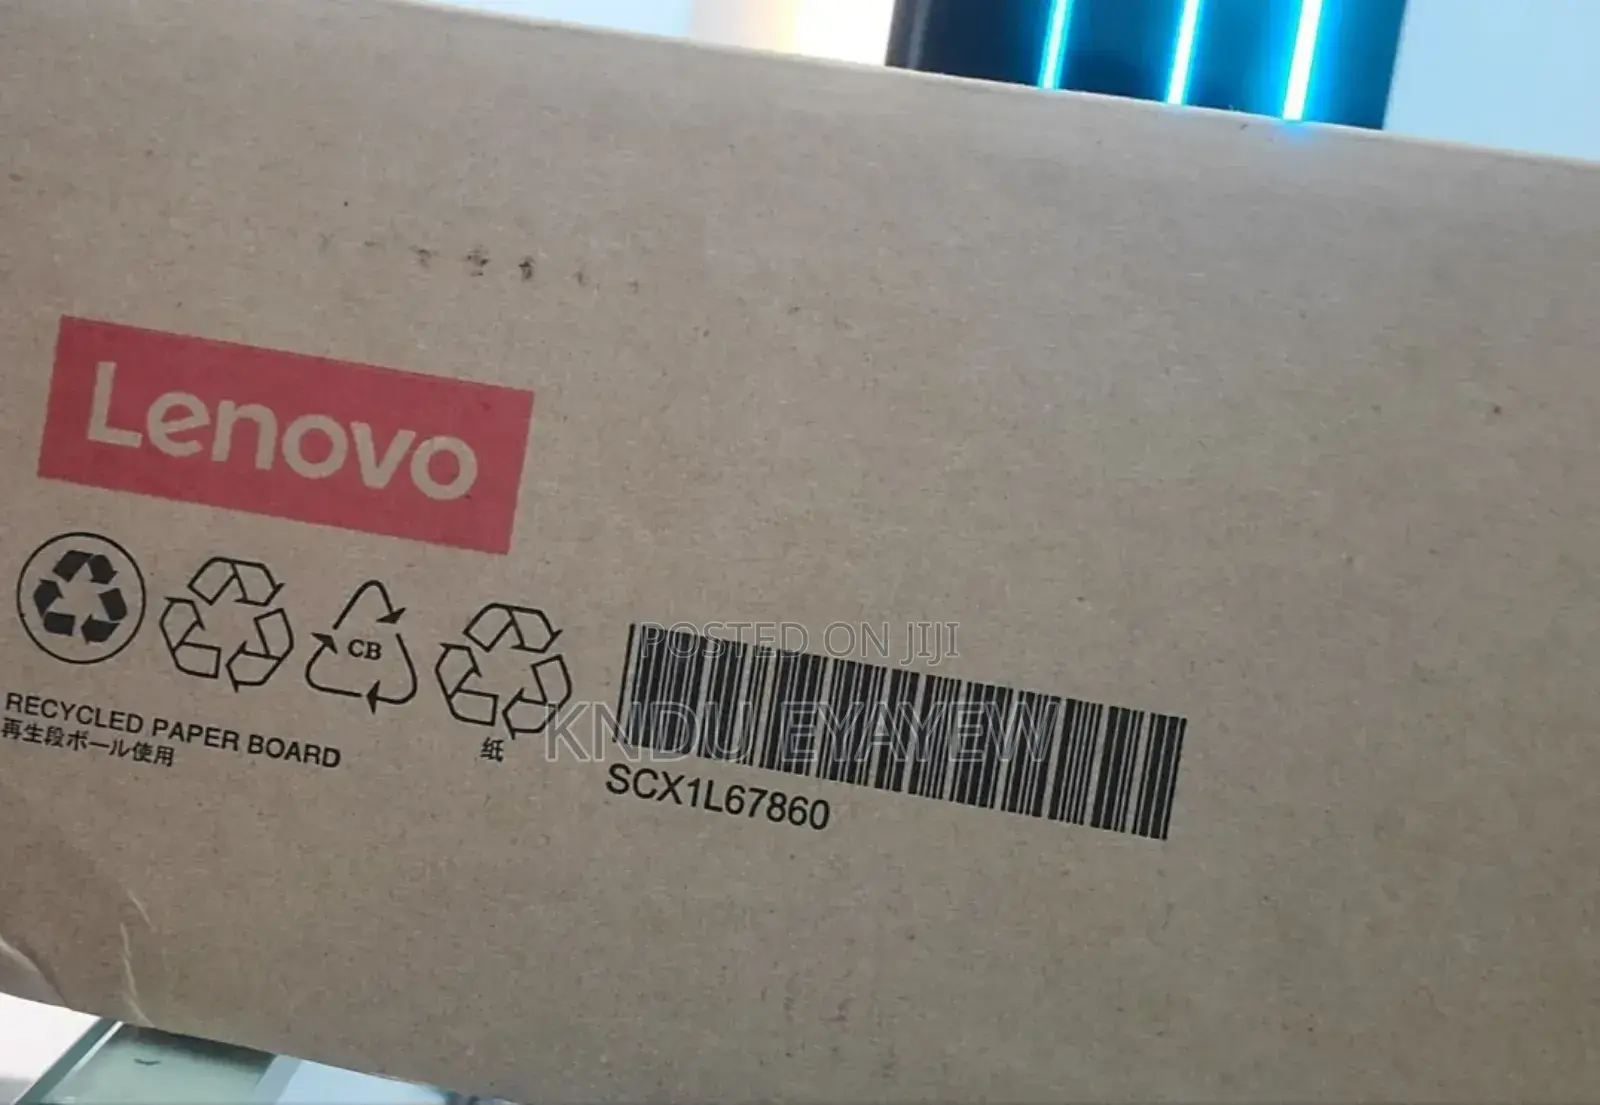 Lenovo
CB
RECYCLED PAPER BOARD
再生段ボール使用
纸
POSTED ON JIJI
KNDU EYAYEW
SCX1L67860